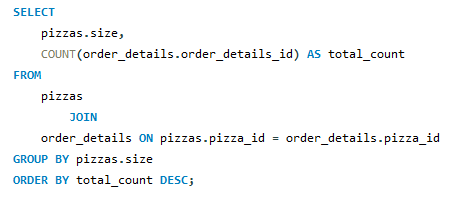 SELECT
    pizzas.size,
    COUNT(order_details.order_details_id) AS total_count
FROM
    pizzas
        JOIN
    order_details ON pizzas.pizza_id = order_details.pizza_id
GROUP BY pizzas.size
ORDER BY total_count DESC;